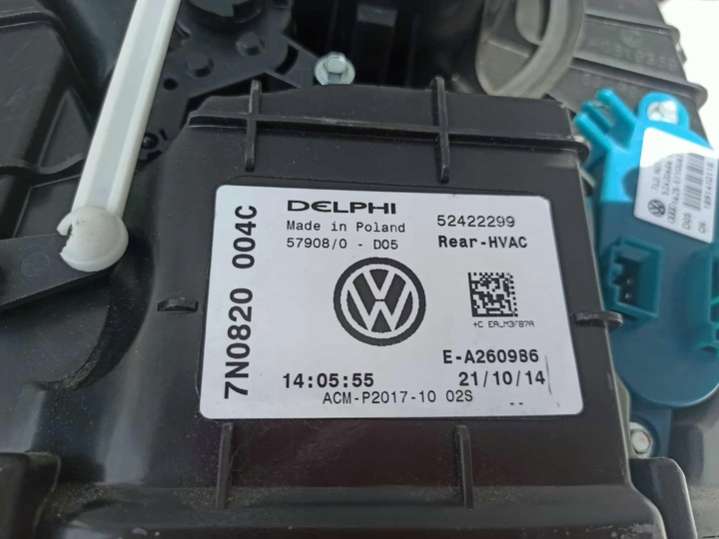 7N0820 004C
DELPHI
Made in Poland
57908/0 - D05
52422299
Rear-HVAC
+C EALM3F87A
E-A260986
14:05:55
21/10/14
ACM-P2017-10 02S
--